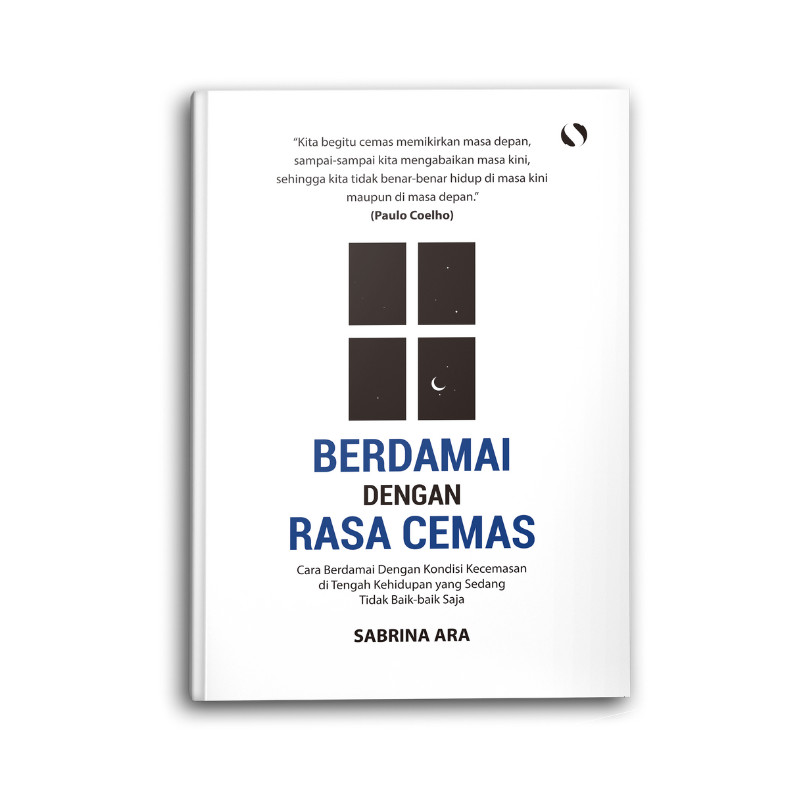 “Kita begitu cemas memikirkan masa depan,
sampai-sampai kita mengabaikan masa kini,
sehingga kita tidak benar-benar hidup di masa kini
maupun di masa depan.”
(Paulo Coelho)
BERDAMAI
DENGAN
RASA CEMAS
Cara Berdamai Dengan Kondisi Kecemasan
di Tengah Kehidupan yang Sedang
Tidak Baik-baik Saja
SABRINA ARA